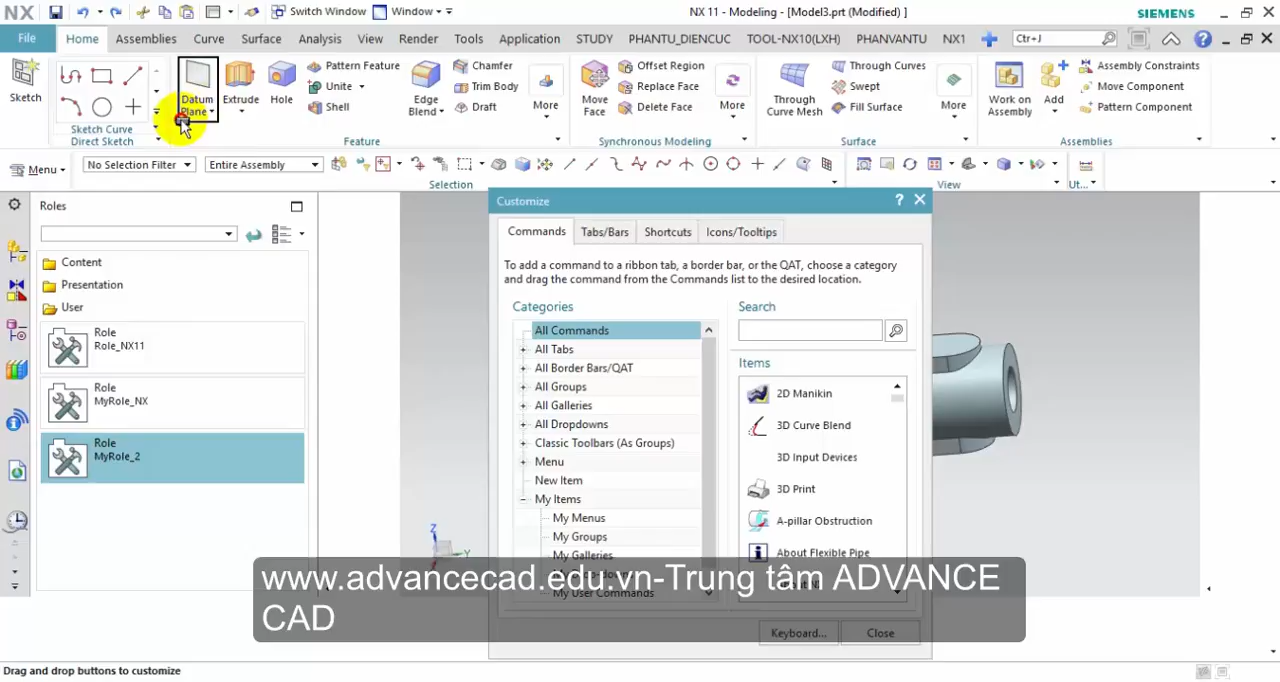 NX
Switch Window
Window
NX 11 - Modeling - [Model3.prt (Modified) ]
SIEMENS
File
Home
Assemblies
Curve
Surface
Analysis
View
Render
Tools
Application
STUDY
PHANTU_DIENCUC
TOOL-NX10(LXH)
PHANVANTU
NX1
Ctr+J
Sketch
Datum
Plane
Extrude
Hole
Pattern Feature
Unite
Shell
Edge
Blend
Chamfer
Trim Body
Draft
More
Move
Face
Offset Region
Replace Face
Delete Face
More
Through
Curve Mesh
Through Curves
Swept
Fill Surface
More
Work on
Assembly
Add
Assembly Constraints
Move Component
Pattern Component
Sketch Curve
Direct Sketch
Feature
Synchronous Modeling
Surface
Assemblies
Menu
No Selection Filter
Entire Assembly
Selection
View
Ut...
Roles
Content
Presentation
User
Role
Role_NX11
Role
MyRole_NX
Role
MyRole_2
Customize
Commands
Tabs/Bars
Shortcuts
Icons/Tooltips
To add a command to a ribbon tab, a border bar, or the QAT, choose a category
and drag the command from the Commands list to the desired location.
Categories
All Commands
All Tabs
All Border Bars/QAT
All Groups
All Galleries
All Dropdowns
Classic Toolbars (As Groups)
Menu
New Item
My Items
My Menus
My Groups
My Galleries
My User Commands
Search
Items
2D Manikin
3D Curve Blend
3D Input Devices
3D Print
A-pillar Obstruction
About Flexible Pipe
Keyboard...
Close
Z
Y
www.advancecad.edu.vn-Trung tâm ADVANCE
CAD
Drag and drop buttons to customize